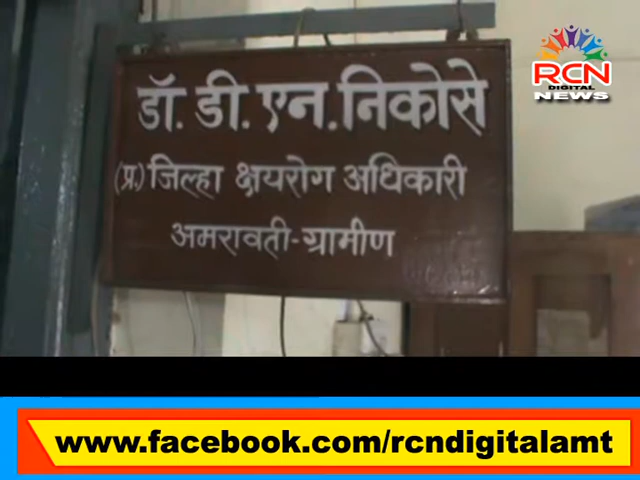 RCN
DIGITAL
NEWS
डॉ. डी. एन. निकोसे
(प्र.) जिल्हा क्षयरोग अधिकारी
अमरावती-ग्रामीण
www.facebook.com/rcndigitalamt